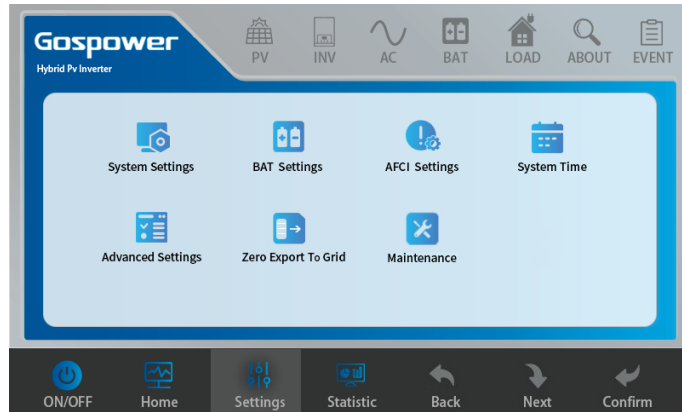 Gospower
Hybrid Pv Inverter
PV INV AC BAT LOAD ABOUT EVENT
System Settings BAT Settings AFCI Settings System Time
Advanced Settings Zero Export To Grid Maintenance
ON/OFF Home Settings Statistic Back Next Confirm